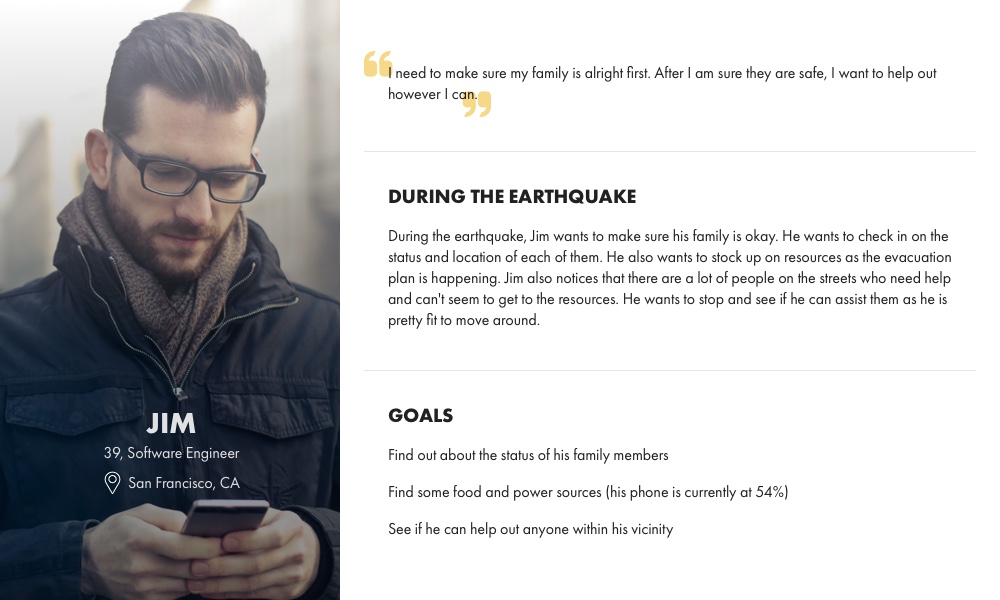 JIM
39, Software Engineer
San Francisco, CA
“I need to make sure my family is alright first. After I am sure they are safe, I want to help out
however I can.”
DURING THE EARTHQUAKE
During the earthquake, Jim wants to make sure his family is okay. He wants to check in on the
status and location of each of them. He also wants to stock up on resources as the evacuation
plan is happening. Jim also notices that there are a lot of people on the streets who need help
and can't seem to get to the resources. He wants to stop and see if he can assist them as he is
pretty fit to move around.
GOALS
Find out about the status of his family members
Find some food and power sources (his phone is currently at 54%)
See if he can help out anyone within his vicinity